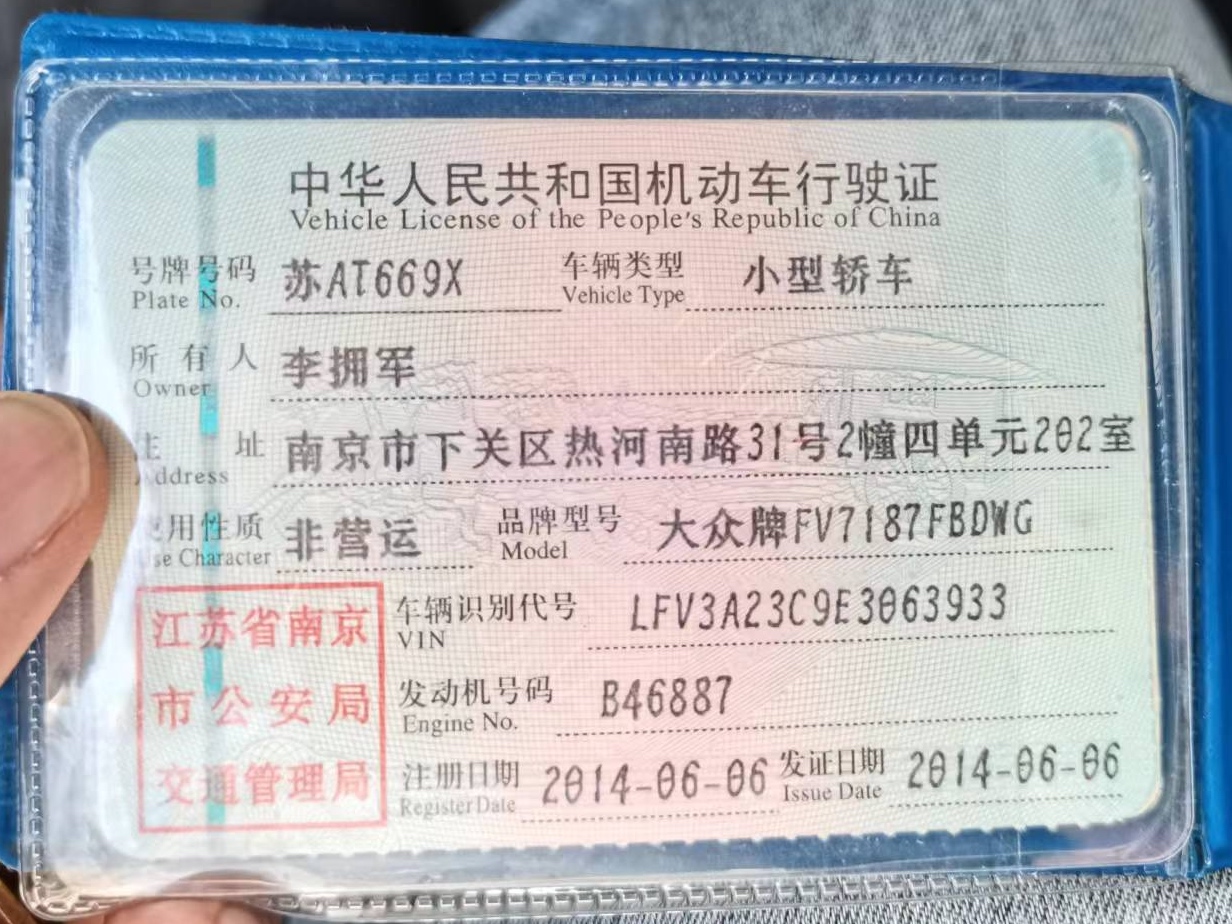 中华人民共和国机动车行驶证
Vehicle License of the People's Republic of China
号牌号码 苏AT669X 车辆类型 小型轿车
Plate No. Vehicle Type
所有人 李拥军
Owner
住址 南京市下关区热河南路31号2幢四单元202室
Address
使用性质 非营运 品牌型号 大众牌FV7187FBDWG
Use Character Model
江苏省南京
市公安局
交通管理局
车辆识别代号 LFV3A23C9E3063933
VIN
发动机号码 B46887
Engine No.
注册日期 2014-06-06 发证日期 2014-06-06
Register Date Issue Date